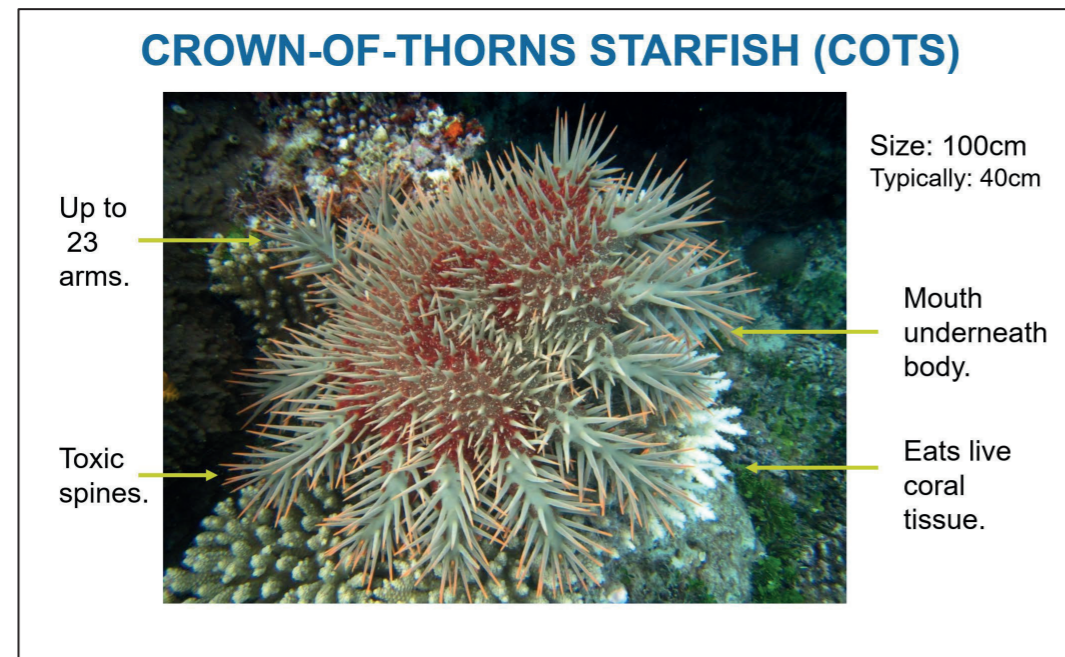 CROWN-OF-THORNS STARFISH (COTS)
Size: 100cm
Typically: 40cm
Up to
23
arms.
Mouth
underneath
body.
Toxic
spines.
Eats live
coral
tissue.